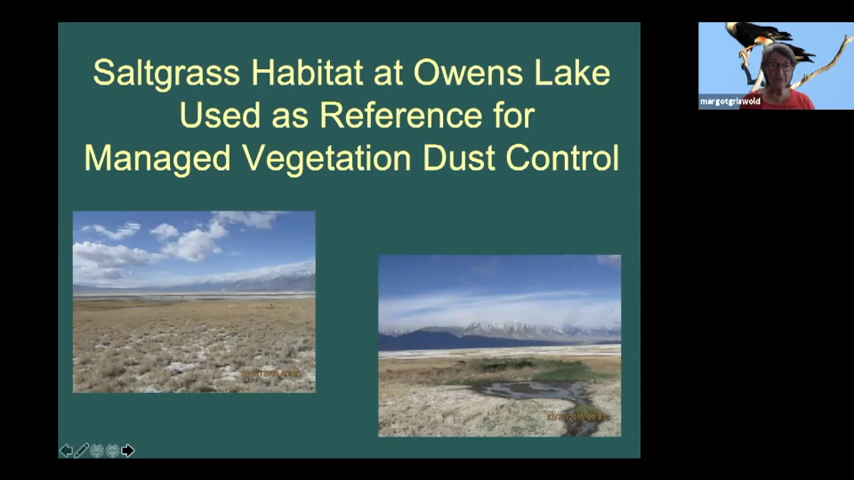 Saltgrass Habitat at Owens Lake
Used as Reference for
Managed Vegetation Dust Control
margotgriswold